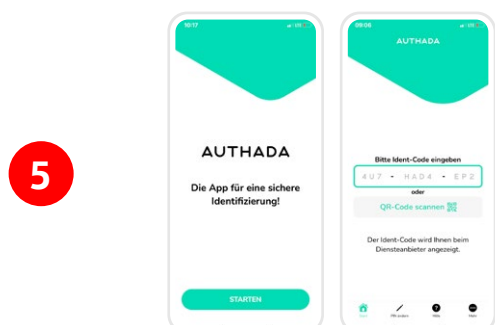 5
10:17
AUTHADA
Die App für eine sichere
Identifizierung!
STARTEN
09:08
AUTHADA
Bitte Ident-Code eingeben
4U7 - HAD4 - EP2
oder
QR-Code scannen
Der Ident-Code wird Ihnen beim
Diensteanbieter angezeigt.